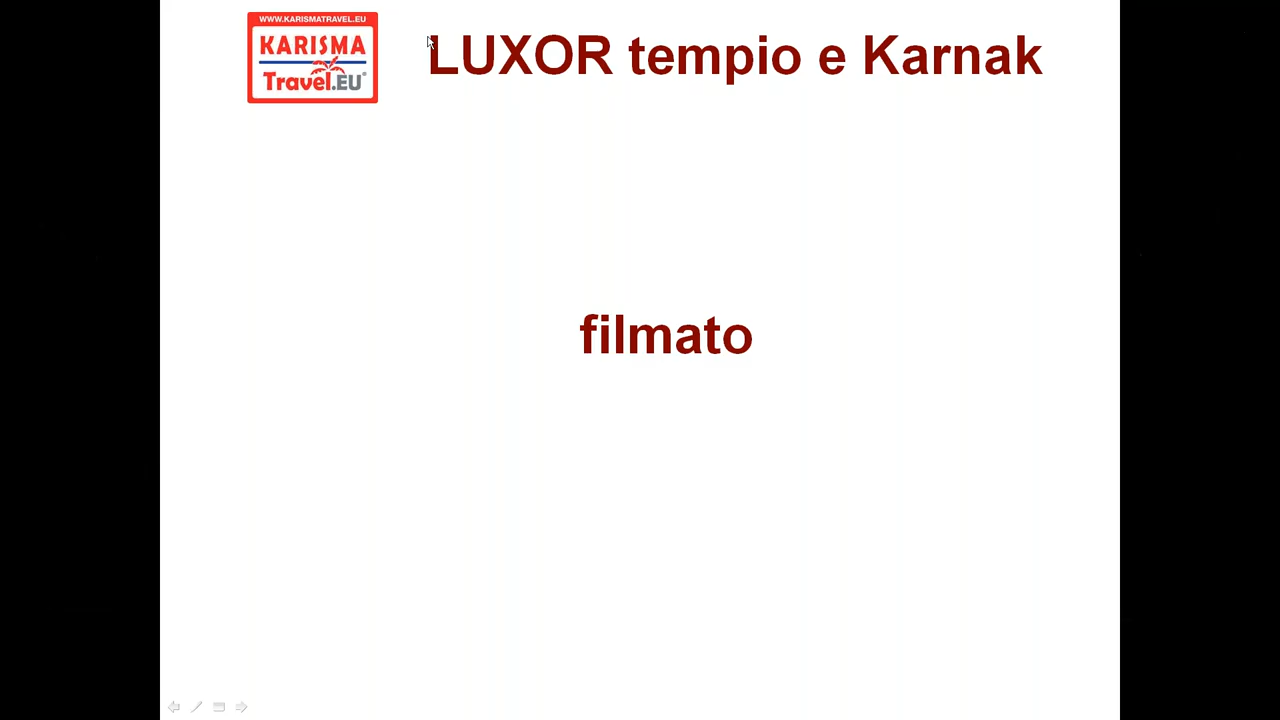 WWW.KARISMATRAVEL.EU
KARISMA
Travel.EU®
LUXOR tempio e Karnak
filmato